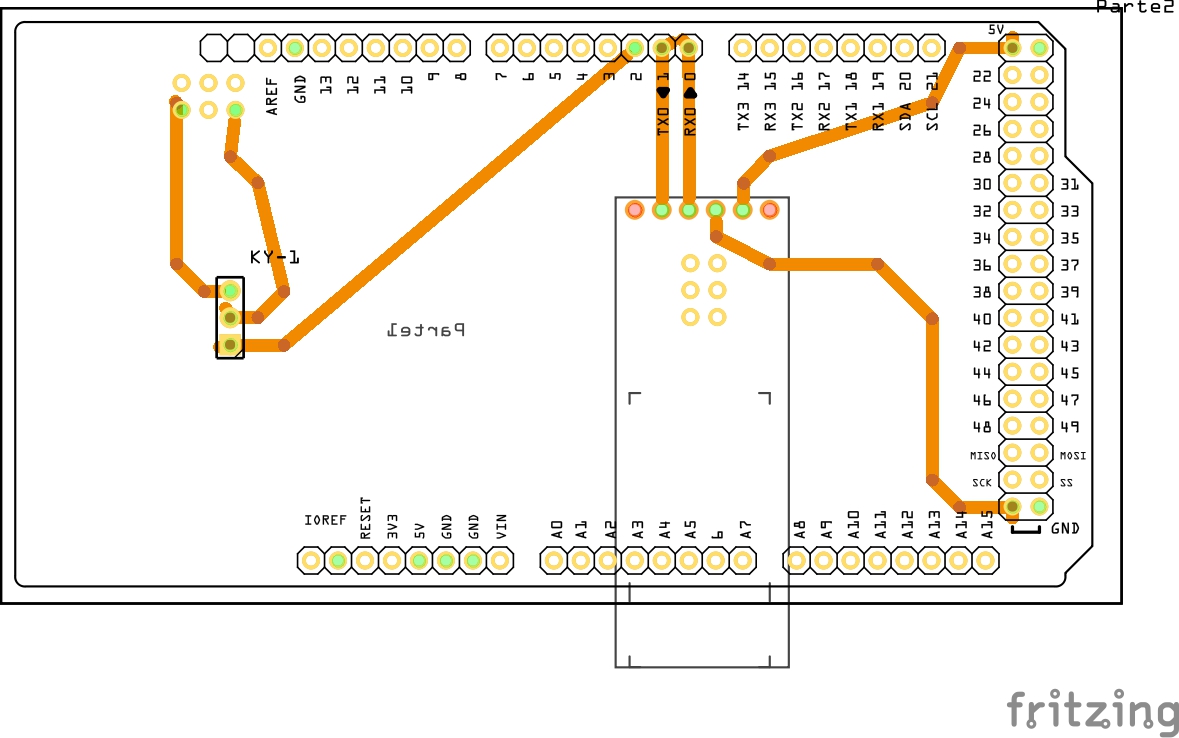 Parte2
5V
AREF
GND
13
12
11
10
9
8
7
6
5
4
3
2
TX0 1
RX0 0
TX3 14
RX3 15
TX2 16
RX2 17
TX1 18
RX1 19
SDA 20
SCL 21
22
24
26
28
30 31
32 33
34 35
36 37
38 39
40 41
42 43
44 45
46 47
48 49
MISO MOSI
SCK SS
GND
KY-1
Parte1
IOREF
RESET
3V3
5V
GND
GND
VIN
A0
A1
A2
A3
A4
A5
6
A7
A8
A9
A10
A11
A12
A13
A14
A15
fritzing